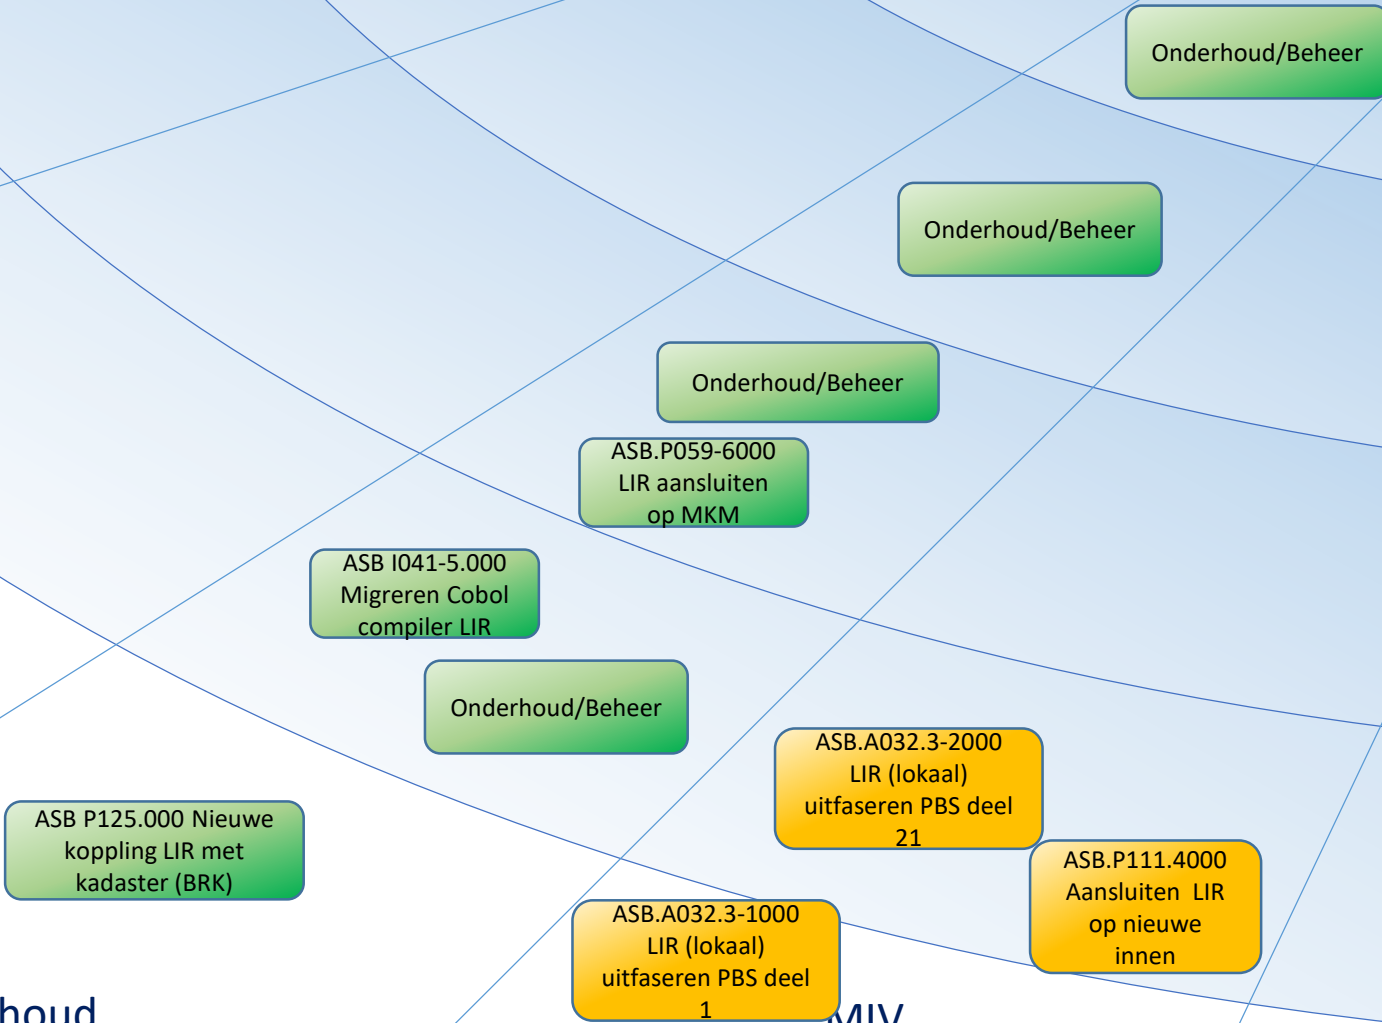 Onderhoud/Beheer
Onderhoud/Beheer
Onderhoud/Beheer
ASB.P059-6000
LIR aansluiten
op MKM
ASB I041-5.000
Migreren Cobol
compiler LIR
Onderhoud/Beheer
ASB.A032.3-2000
LIR (lokaal)
uitfaseren PBS deel
21
ASB P125.000 Nieuwe
koppling LIR met
kadaster (BRK)
ASB.P111.4000
Aansluiten LIR
op nieuwe
innen
ASB.A032.3-1000
LIR (lokaal)
uitfaseren PBS deel
1
houd
MIV